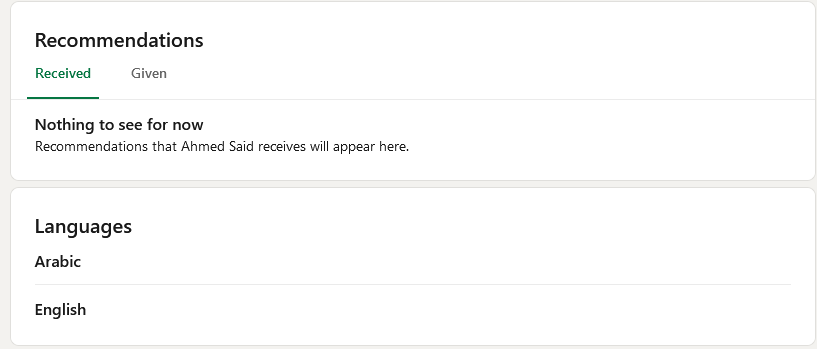 Recommendations
Received Given
Nothing to see for now
Recommendations that Ahmed Said receives will appear here.
Languages
Arabic
English